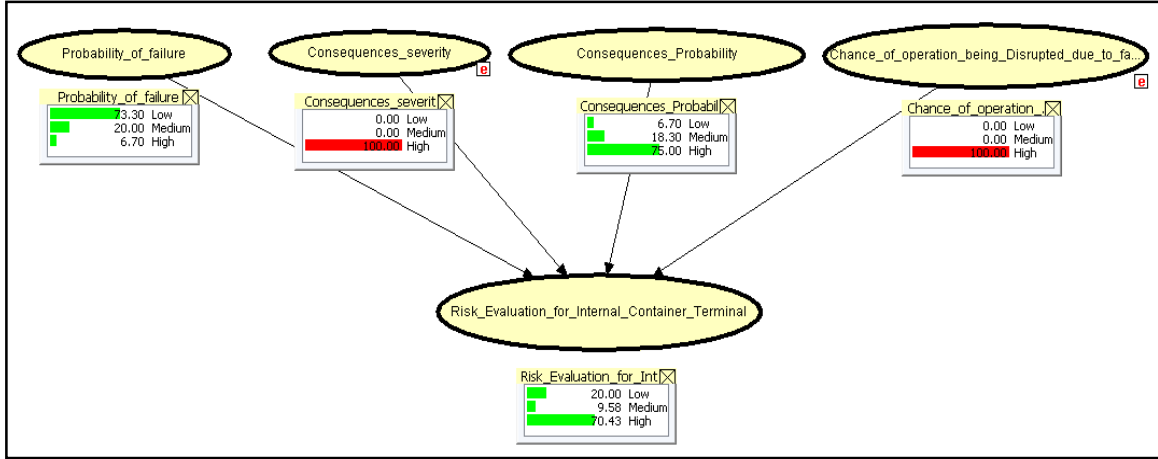 Probability_of_failure
Consequences_severity
e
Consequences_Probability
Chance_of_operation_being_Disrupted_due_to_fa...
e
Probability_of_failure
73.30 Low
20.00 Medium
6.70 High
Consequences_severit
0.00 Low
0.00 Medium
100.00 High
Consequences_Probabil
6.70 Low
18.30 Medium
75.00 High
Chance_of_operation_.
0.00 Low
0.00 Medium
100.00 High
Risk_Evaluation_for_Internal_Container_Terminal
Risk_Evaluation_for_Int
20.00 Low
9.58 Medium
70.43 High